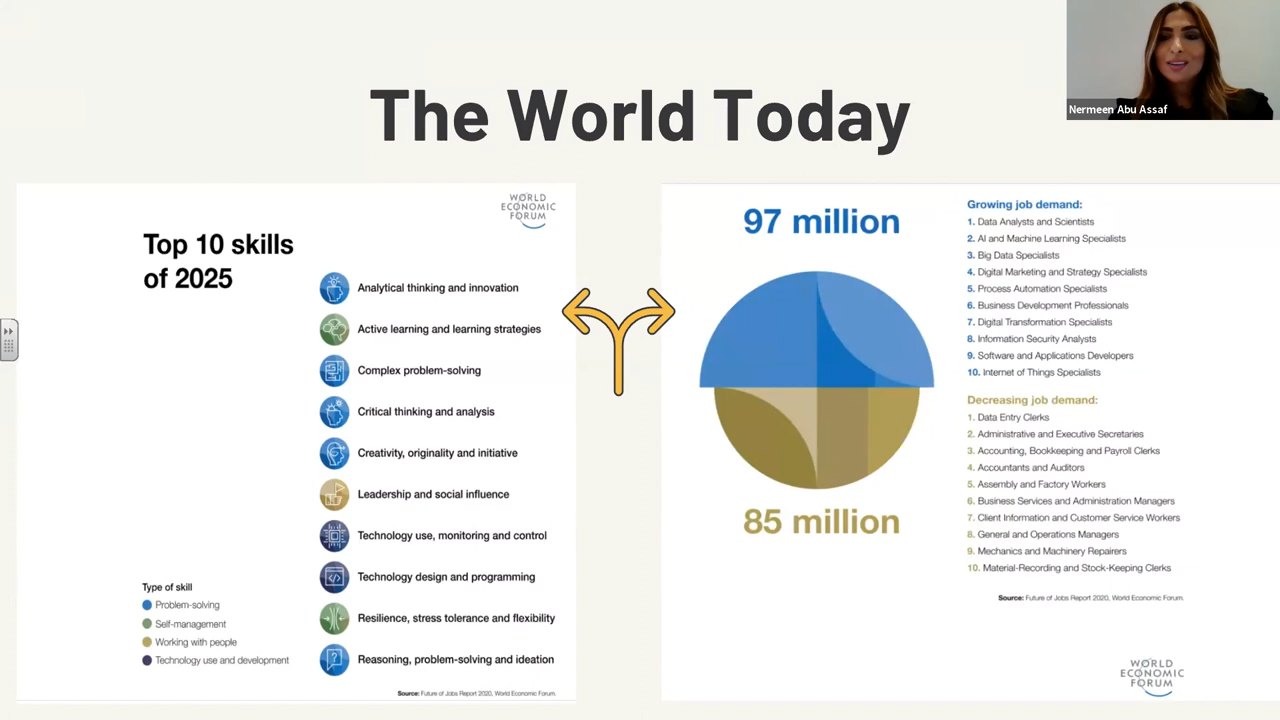 Nermeen Abu Assaf
The World Today
WORLD
ECONOMIC
FORUM
Top 10 skills
of 2025
Analytical thinking and innovation
Active learning and learning strategies
Complex problem-solving
Critical thinking and analysis
Creativity, originality and initiative
Leadership and social influence
Technology use, monitoring and control
Technology design and programming
Resilience, stress tolerance and flexibility
Reasoning, problem-solving and ideation
Type of skill
Problem-solving
Self-management
Working with people
Technology use and development
Source: Future of Jobs Report 2020, World Economic Forum.
97 million
85 million
Growing job demand:
1. Data Analysts and Scientists
2. AI and Machine Learning Specialists
3. Big Data Specialists
4. Digital Marketing and Strategy Specialists
5. Process Automation Specialists
6. Business Development Professionals
7. Digital Transformation Specialists
8. Information Security Analysts
9. Software and Applications Developers
10. Internet of Things Specialists
Decreasing job demand:
1. Data Entry Clerks
2. Administrative and Executive Secretaries
3. Accounting, Bookkeeping and Payroll Clerks
4. Accountants and Auditors
5. Assembly and Factory Workers
6. Business Services and Administration Managers
7. Client Information and Customer Service Workers
8. General and Operations Managers
9. Mechanics and Machinery Repairers
10. Material-Recording and Stock-Keeping Clerks
Source: Future of Jobs Report 2020, World Economic Forum.
WORLD
ECONOMIC
FORUM